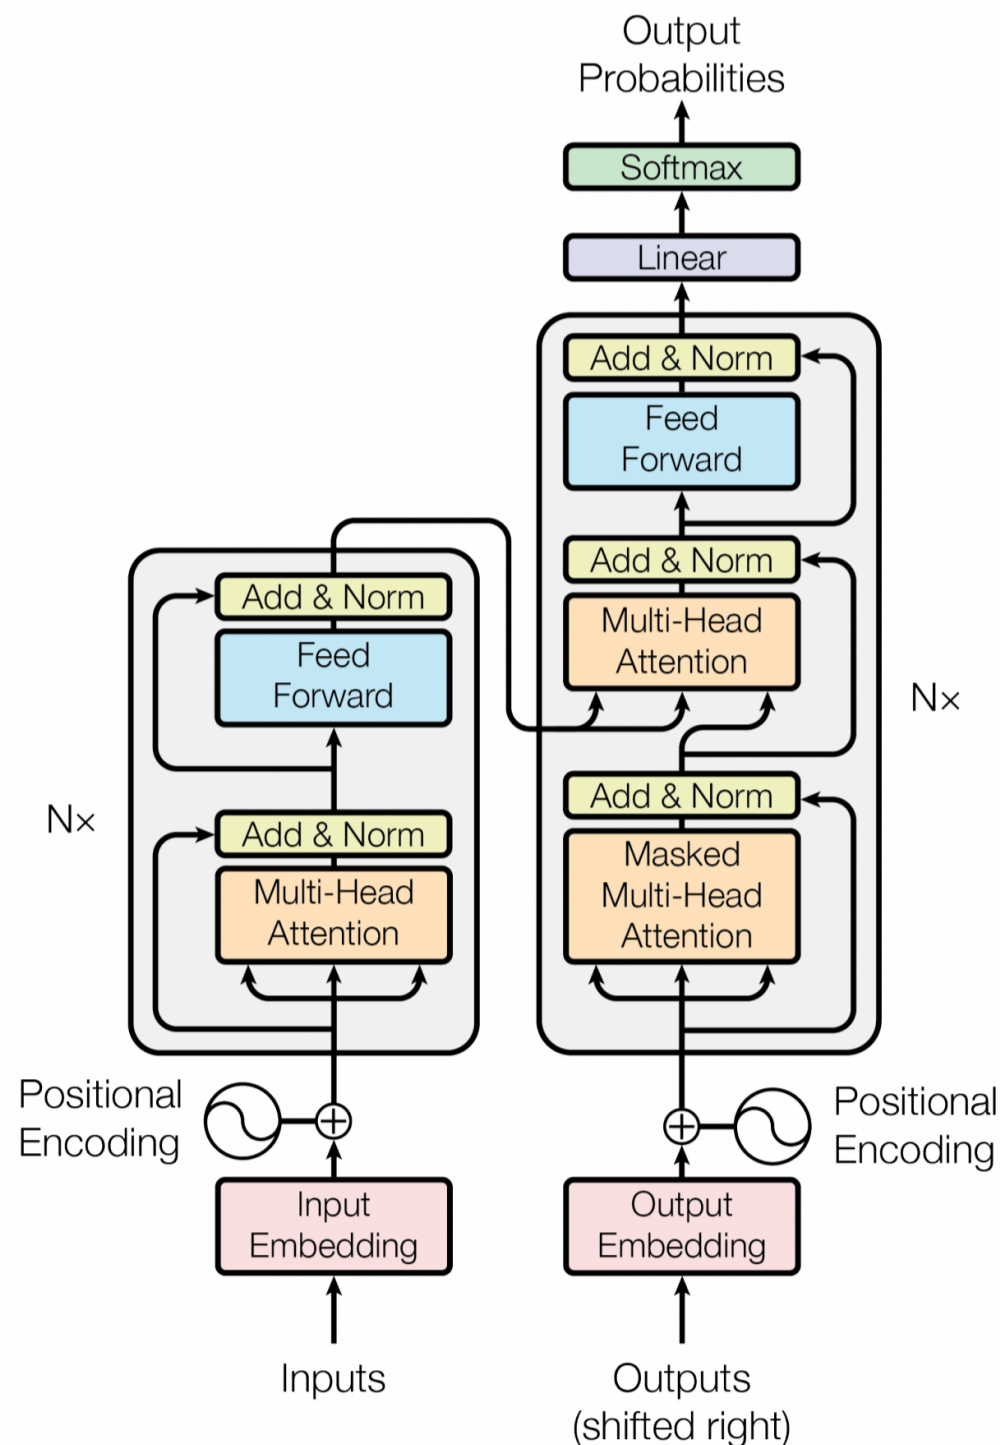 Output
Probabilities
Softmax
Linear
Add & Norm
Feed
Forward
Add & Norm
Multi-Head
Attention
Add & Norm
Masked
Multi-Head
Attention
N×
Add & Norm
Feed
Forward
Add & Norm
Multi-Head
Attention
N×
Positional
Encoding
Input
Embedding
Inputs
Positional
Encoding
Output
Embedding
Outputs
(shifted right)